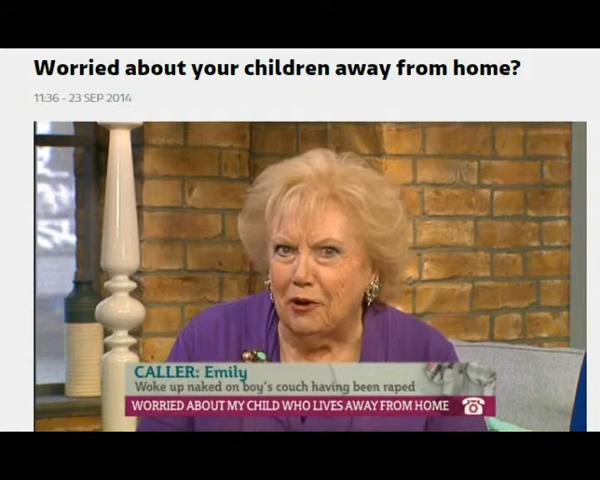 Worried about your children away from home?
11:36 - 23 SEP 2014
CALLER: Emily
Woke up naked on boy's couch having been raped
WORRIED ABOUT MY CHILD WHO LIVES AWAY FROM HOME